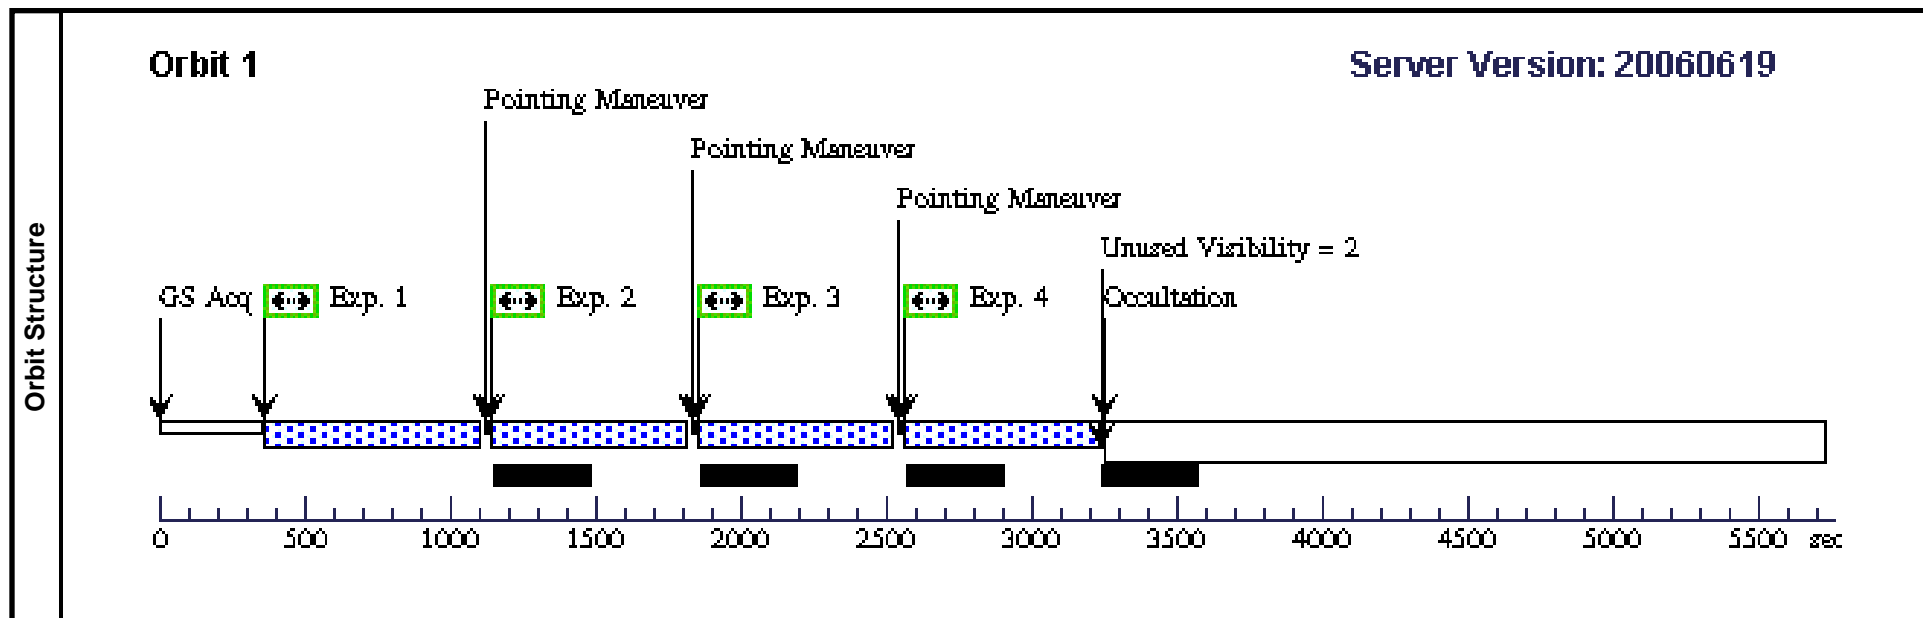 Orbit Structure
Orbit 1
Server Version: 20060619
Pointing Maneuver
Pointing Maneuver
Pointing Maneuver
Unused Visibility = 2
GS Acq
Exp. 1
Exp. 2
Exp. 3
Exp. 4
Occultation
0 500 1000 1500 2000 2500 3000 3500 4000 4500 5000 5500 sec